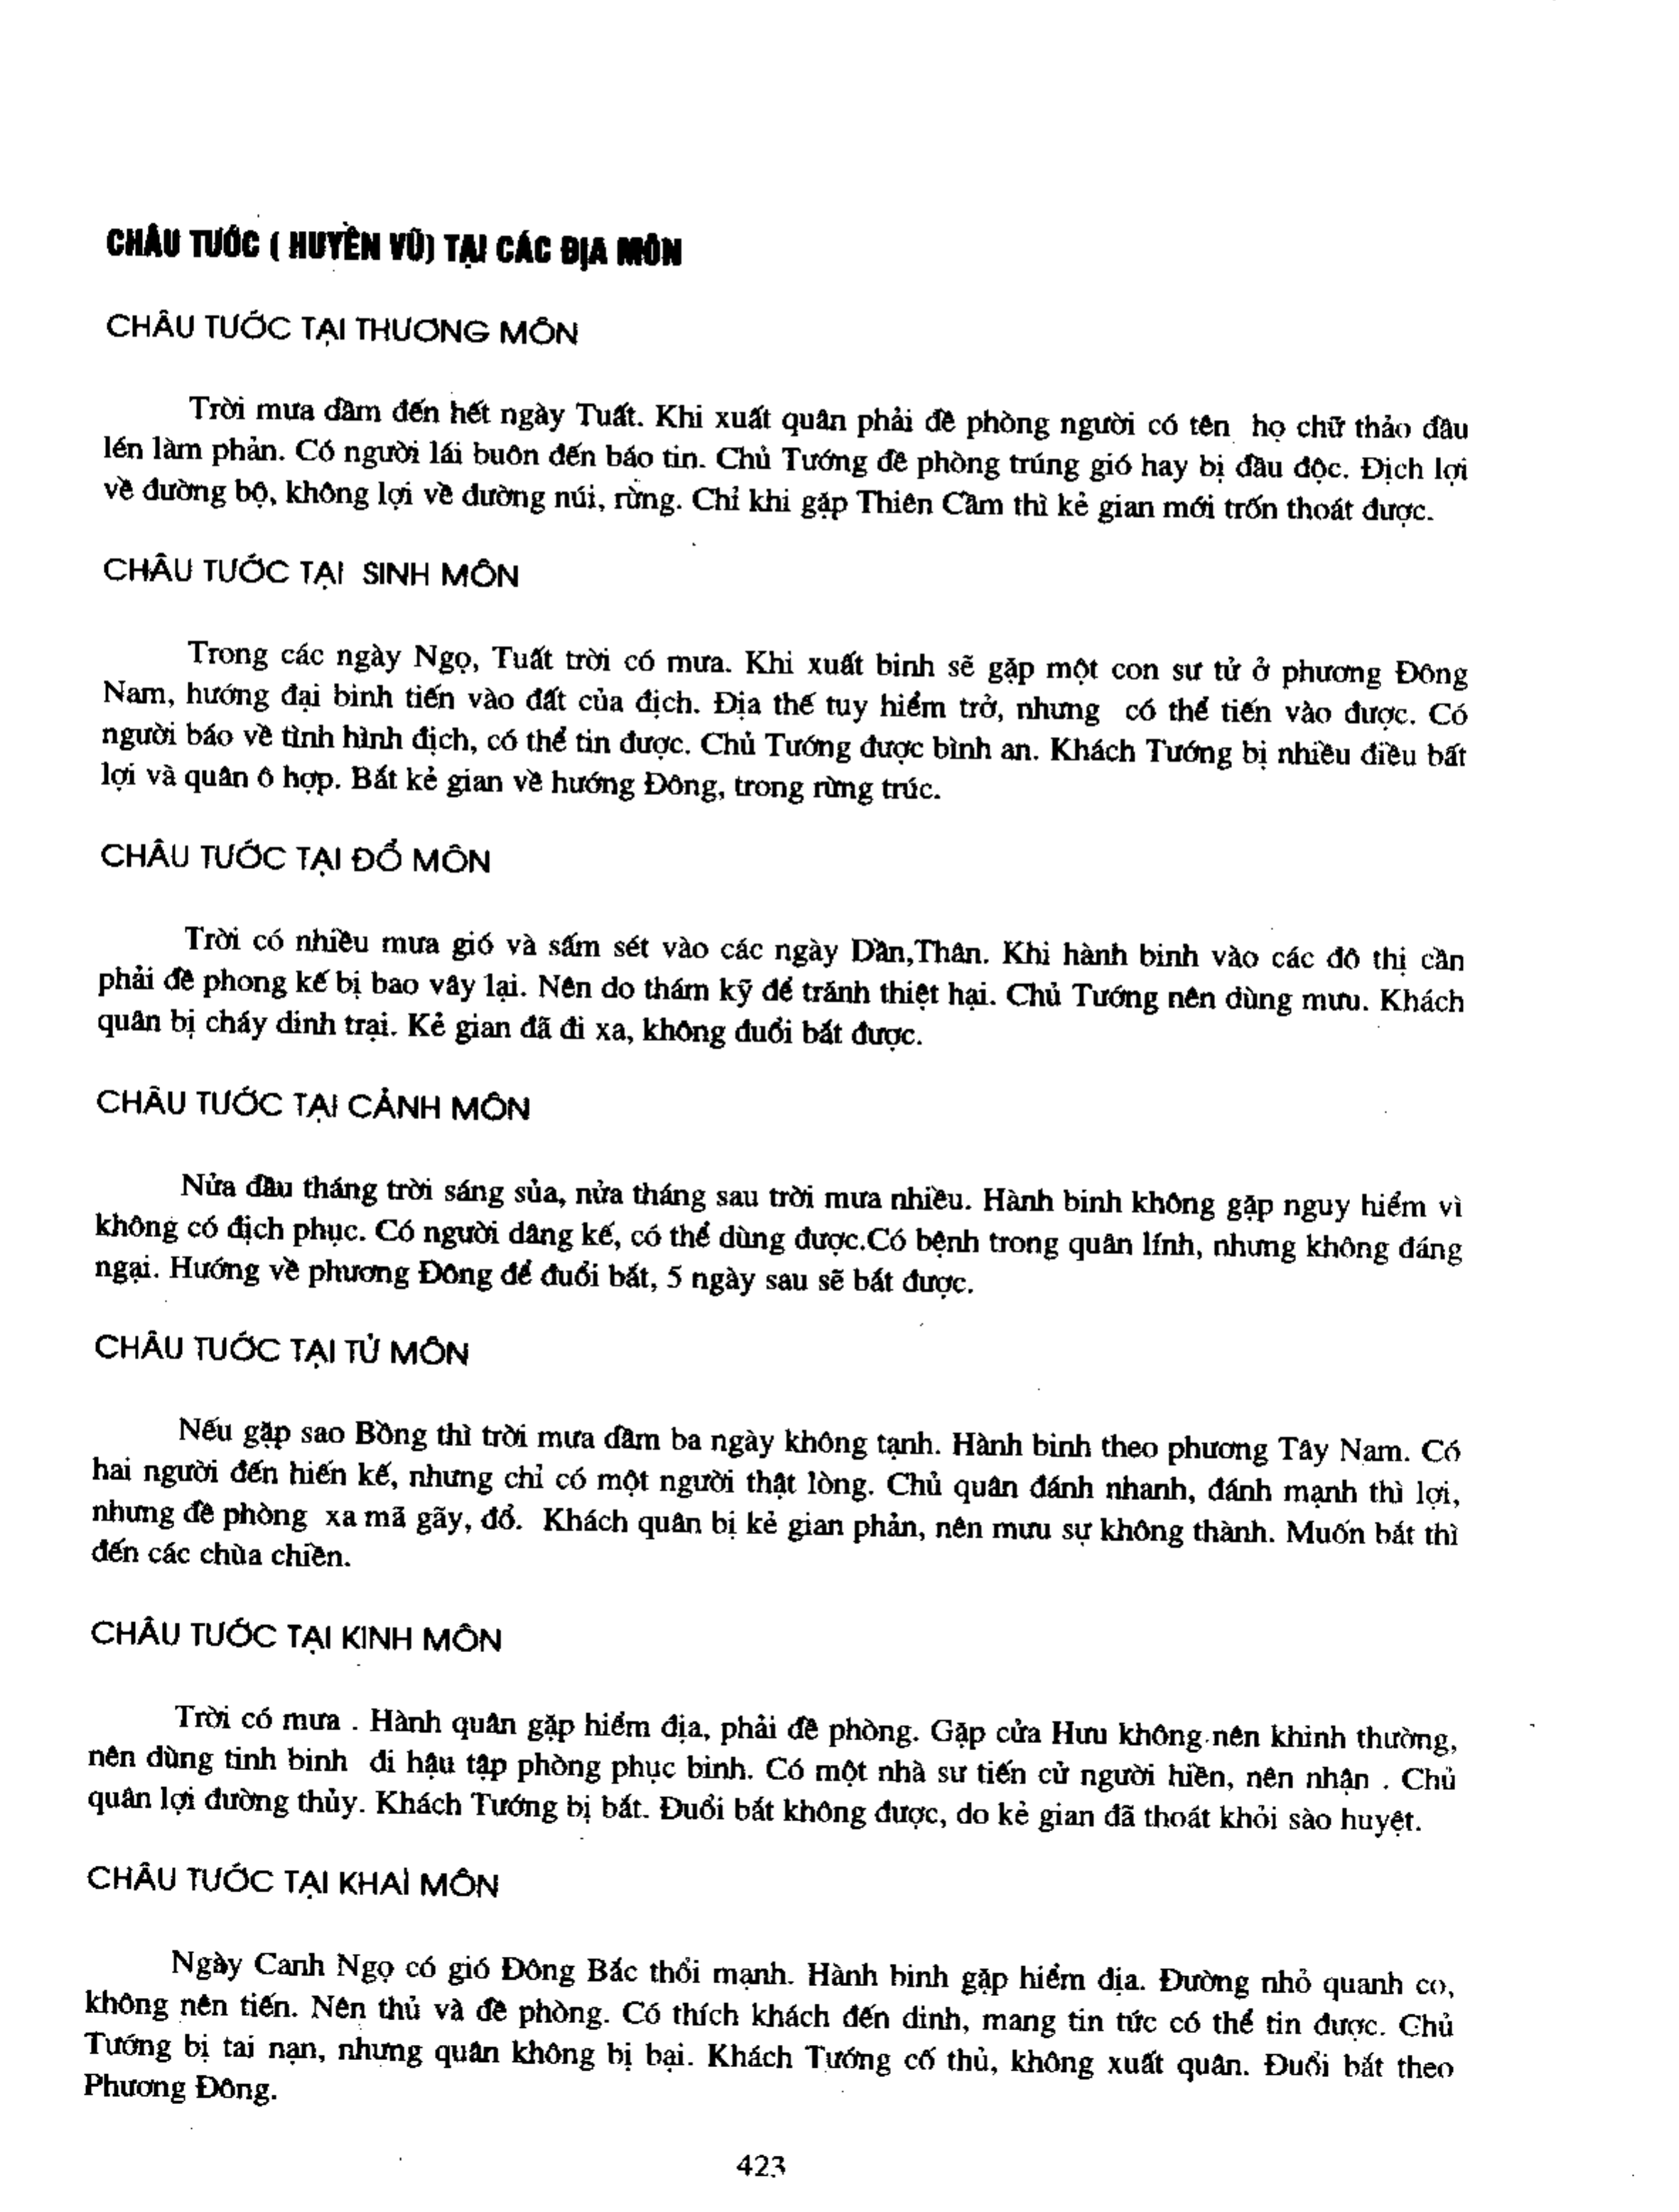 CHÂU TƯỚC ( HUYỀN VŨ) TẠI CÁC ĐỊA MÔN
CHÂU TƯỚC TẠI THƯƠNG MÔN
Trời mưa dầm đến hết ngày Tuất. Khi xuất quân phải đề phòng người có tên họ chữ thảo đầu
lén làm phản. Có người lái buôn đến báo tin. Chủ Tướng đề phòng trúng gió hay bị đầu độc. Địch lợi
về đường bộ, không lợi về đường núi, rừng. Chỉ khi gặp Thiên Cầm thì kẻ gian mới trốn thoát được.
CHÂU TƯỚC TẠI SINH MÔN
Trong các ngày Ngọ, Tuất trời có mưa. Khi xuất binh sẽ gặp một con sư tử ở phương Đông
Nam, hướng đại binh tiến vào đất của địch. Địa thế tuy hiểm trở, nhưng có thể tiến vào được. Có
người báo về tình hình địch, có thể tin được. Chủ Tướng được bình an. Khách Tướng bị nhiều điều bất
lợi và quân ô hợp. Bắt kẻ gian về hướng Đông, trong rừng trúc.
CHÂU TƯỚC TẠI ĐỔ MÔN
Trời có nhiều mưa gió và sấm sét vào các ngày Dần,Thân. Khi hành binh vào các đô thị cần
phải đề phong kế bị bao vây lại. Nên do thám kỹ để tránh thiệt hại. Chủ Tướng nên dùng mưu. Khách
quân bị cháy dinh trại. Kẻ gian đã đi xa, không đuổi bắt được.
CHÂU TƯỚC TẠI CẢNH MÔN
Nửa đầu tháng trời sáng sủa, nửa tháng sau trời mưa nhiều. Hành binh không gặp nguy hiểm vì
không có địch phục. Có người dâng kế, có thể dùng được.Có bệnh trong quân lính, nhưng không đáng
ngại. Hướng về phương Đông để đuổi bắt, 5 ngày sau sẽ bắt được.
CHÂU TƯỚC TẠI TỬ MÔN
Nếu gặp sao Bồng thì trời mưa dầm ba ngày không tạnh. Hành binh theo phương Tây Nam. Có
hai người đến hiến kế, nhưng chỉ có một người thật lòng. Chủ quân đánh nhanh, đánh mạnh thì lợi,
nhưng đề phòng xa mã gãy, đổ. Khách quân bị kẻ gian phản, nên mưu sự không thành. Muốn bắt thì
đến các chùa chiền.
CHÂU TƯỚC TẠI KINH MÔN
Trời có mưa . Hành quân gặp hiểm địa, phải đề phòng. Gặp cửa Hưu không nên khinh thường,
nên dùng tinh binh đi hậu tập phòng phục binh. Có một nhà sư tiến cử người hiền, nên nhận . Chủ
quân lợi đường thủy. Khách Tướng bị bắt. Đuổi bắt không được, do kẻ gian đã thoát khỏi sào huyệt.
CHÂU TƯỚC TẠI KHAI MÔN
Ngày Canh Ngọ có gió Đông Bắc thổi mạnh. Hành binh gặp hiểm địa. Đường nhỏ quanh co,
không nên tiến. Nên thủ và đề phòng. Có thích khách đến dinh, mang tin tức có thể tin được. Chủ
Tướng bị tai nạn, nhưng quân không bị bại. Khách Tướng cố thủ, không xuất quân. Đuổi bắt theo
Phương Đông.
423